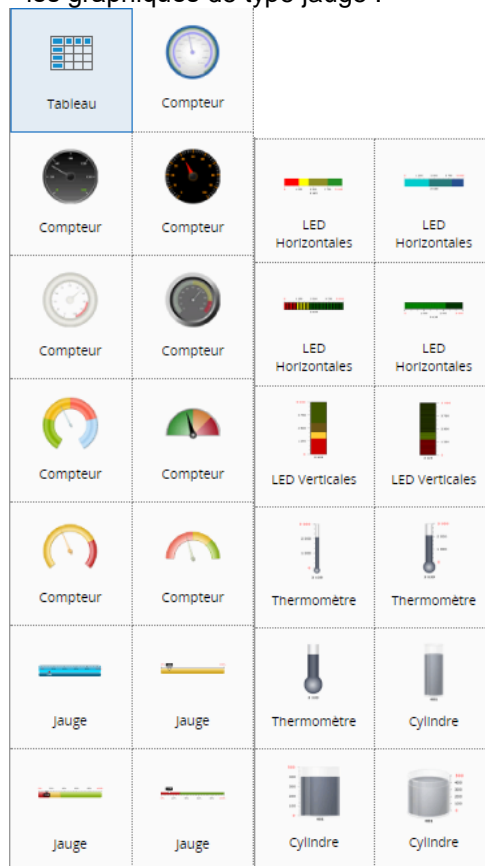 les graphiques de type jauge :
Tableau
Compteur
Compteur
Compteur
LED
Horizontales
LED
Horizontales
Compteur
Compteur
LED
Horizontales
LED
Horizontales
Compteur
Compteur
LED Verticales
LED Verticales
Compteur
Compteur
Thermomètre
Thermomètre
Jauge
Jauge
Thermomètre
Cylindre
Jauge
Jauge
Cylindre
Cylindre